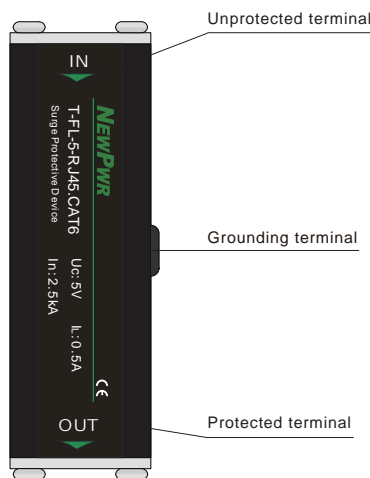 Unprotected terminal
IN
NEWPWR
T-FL-5-RJ45.CAT6
Surge Protective Device
Uc:5V IL:0.5A
In:2.5kA
CE
Grounding terminal
OUT
Protected terminal